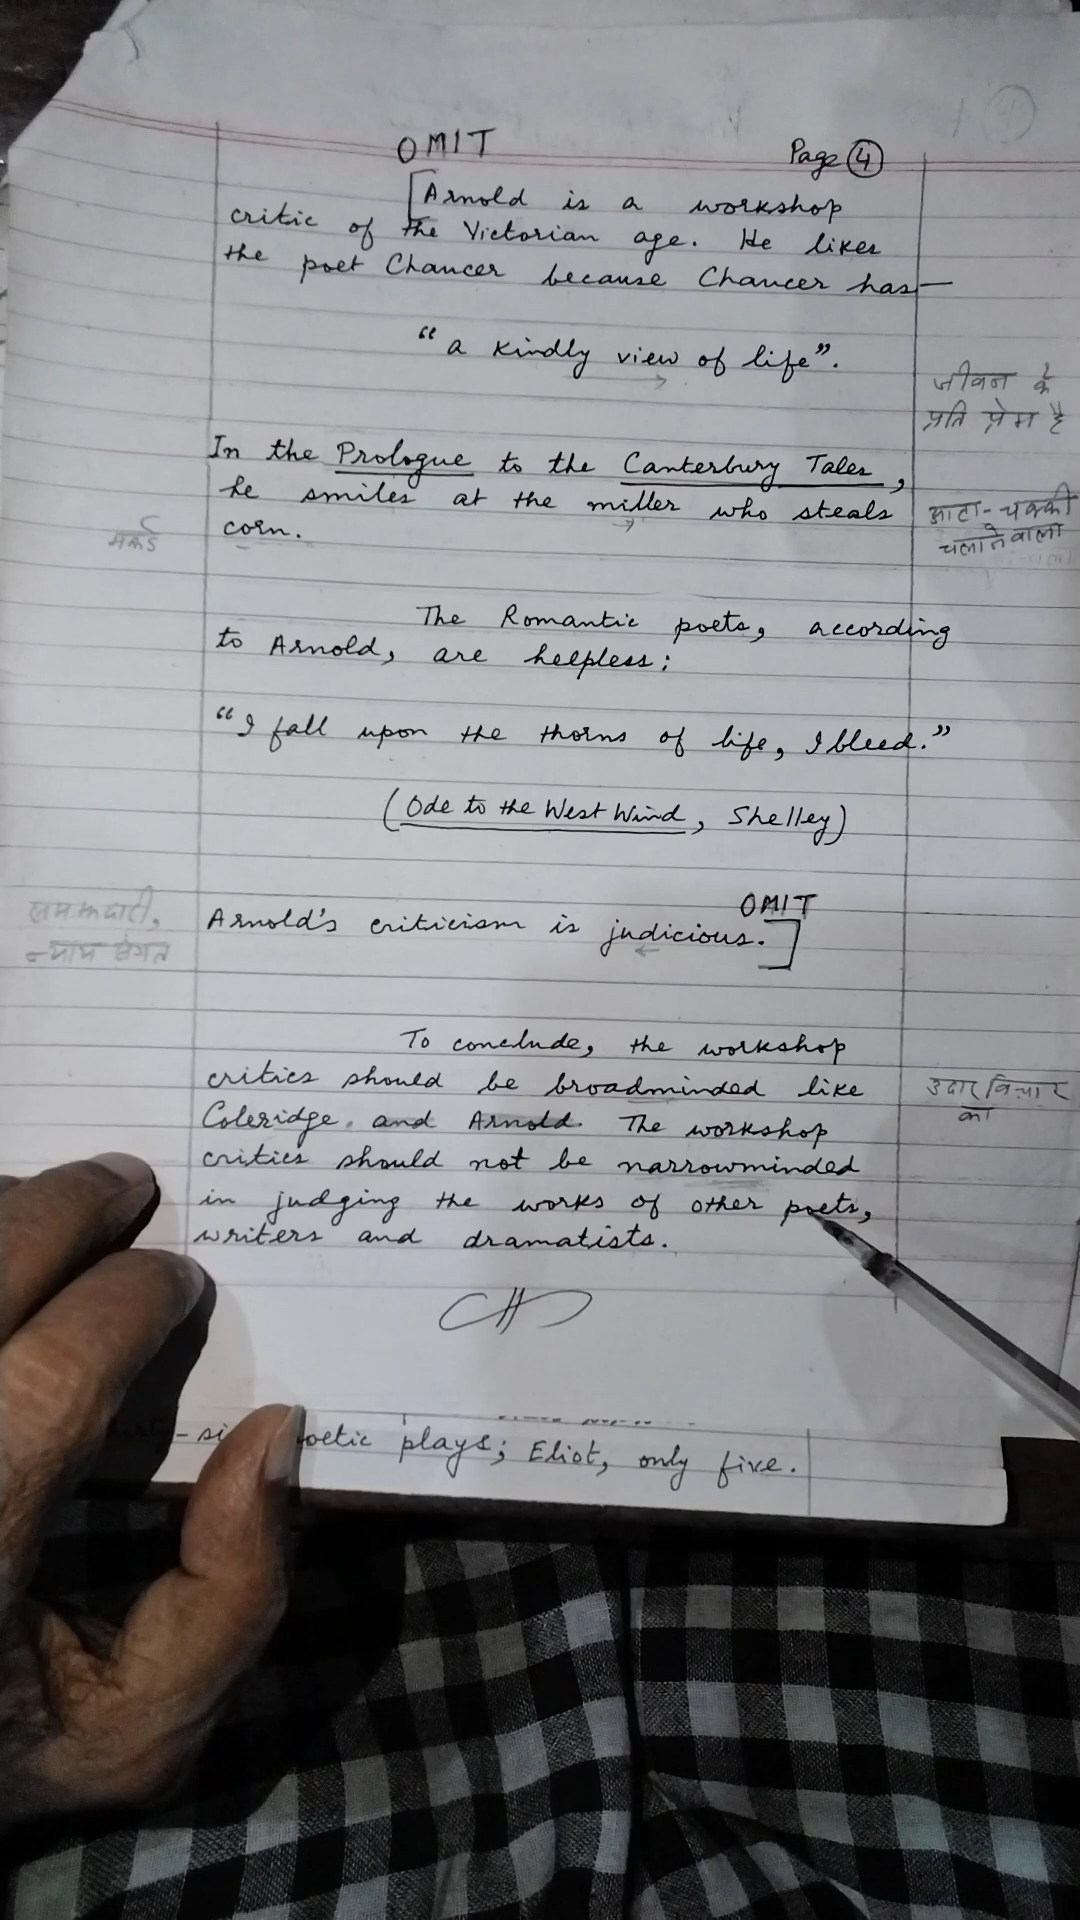 OMIT
Page 4
[Arnold is a workshop
critic of the Victorian age. He likes
the poet Chaucer because Chaucer has—
"a kindly view of life".
जीवन के
प्रति प्रेम है
In the Prologue to the Canterbury Tales,
he smiles at the miller who steals
आटा-चक्की
चलाने वाला
corn.
मकई
The Romantic poets, according
to Arnold, are helpless:
"I fall upon the thorns of life, I bleed."
(Ode to the West Wind, Shelley)
OMIT
समझदारी,
न्याय संगत
Arnold's criticism is judicious.]
To conclude, the workshop
critics should be broadminded like
उदार विचार
का
Coleridge and Arnold. The workshop
critics should not be narrowminded
in judging the works of other poets,
writers and dramatists.
poetic plays; Eliot, only five.